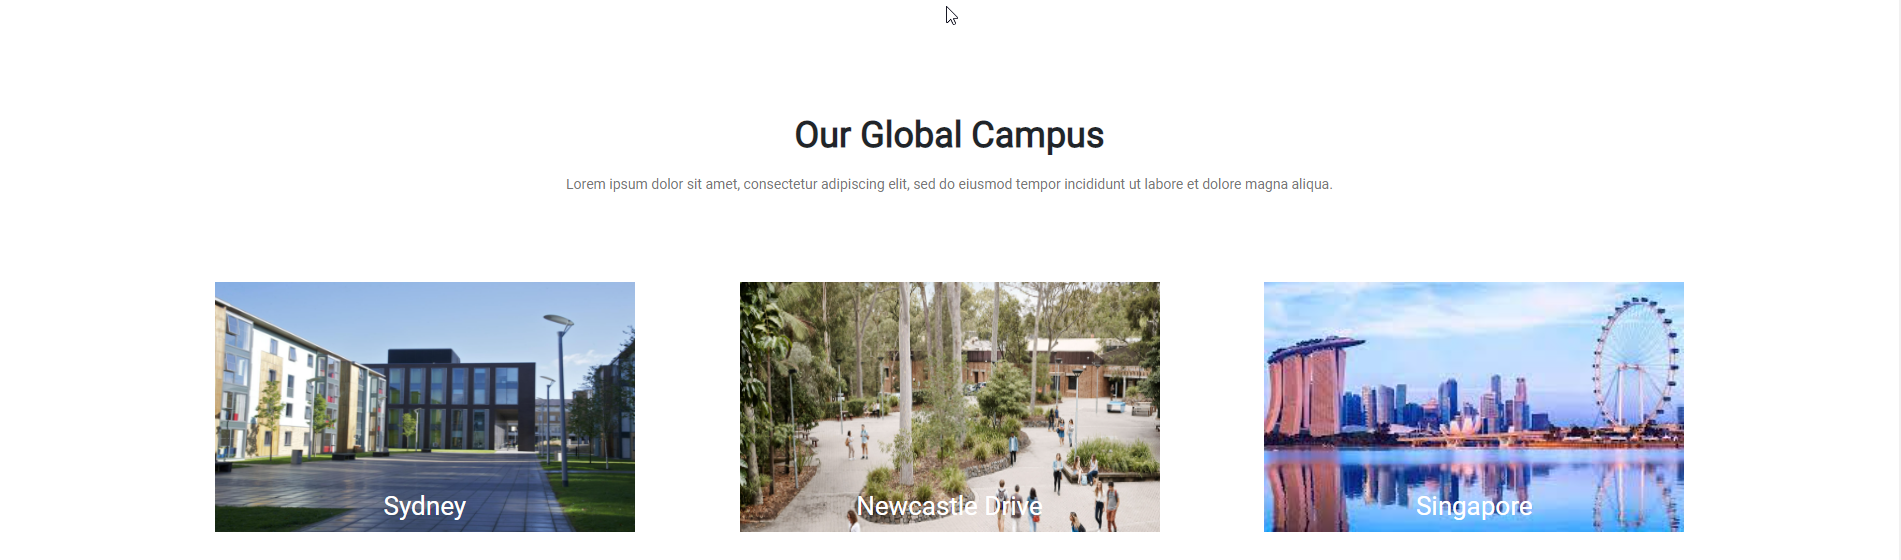 Our Global Campus
Lorem ipsum dolor sit amet, consectetur adipiscing elit, sed do eiusmod tempor incididunt ut labore et dolore magna aliqua.
Sydney
Newcastle Drive
Singapore